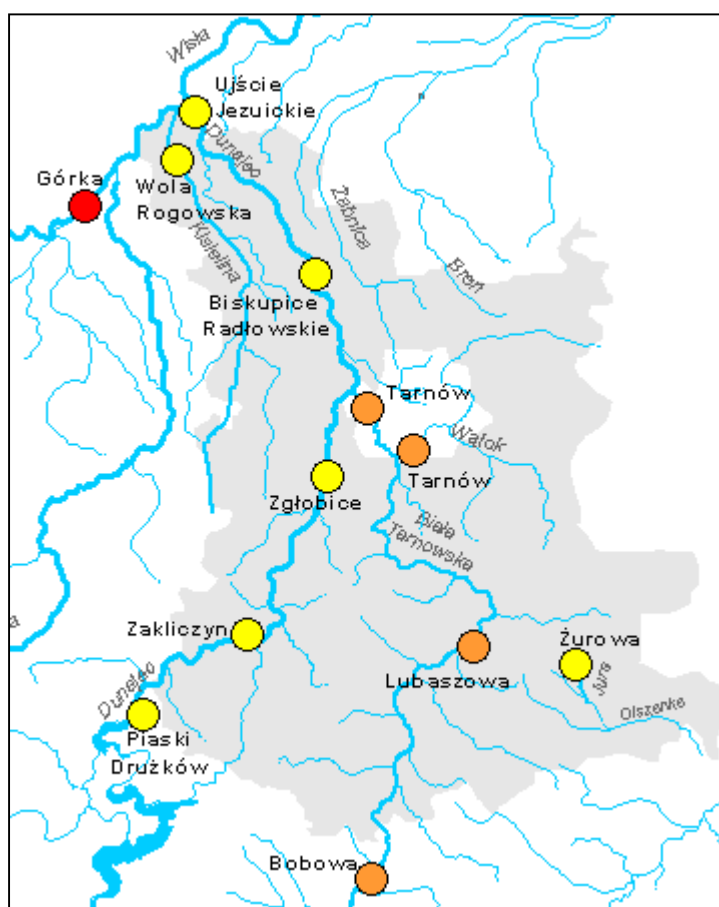 Wisła
Ujście
Jezuickie
Dunajec
Górka
Wola
Rogowska
Kisielina
Żabnica
Breń
Biskupice
Radłowskie
Tarnów
Wątok
Tarnów
Zgłobice
Biała
Tarnowska
Zakliczyn
Żurowa
Lubaszowa
Jura
Olszanka
Dunajec
Piaski
Drużków
Bobowa
a